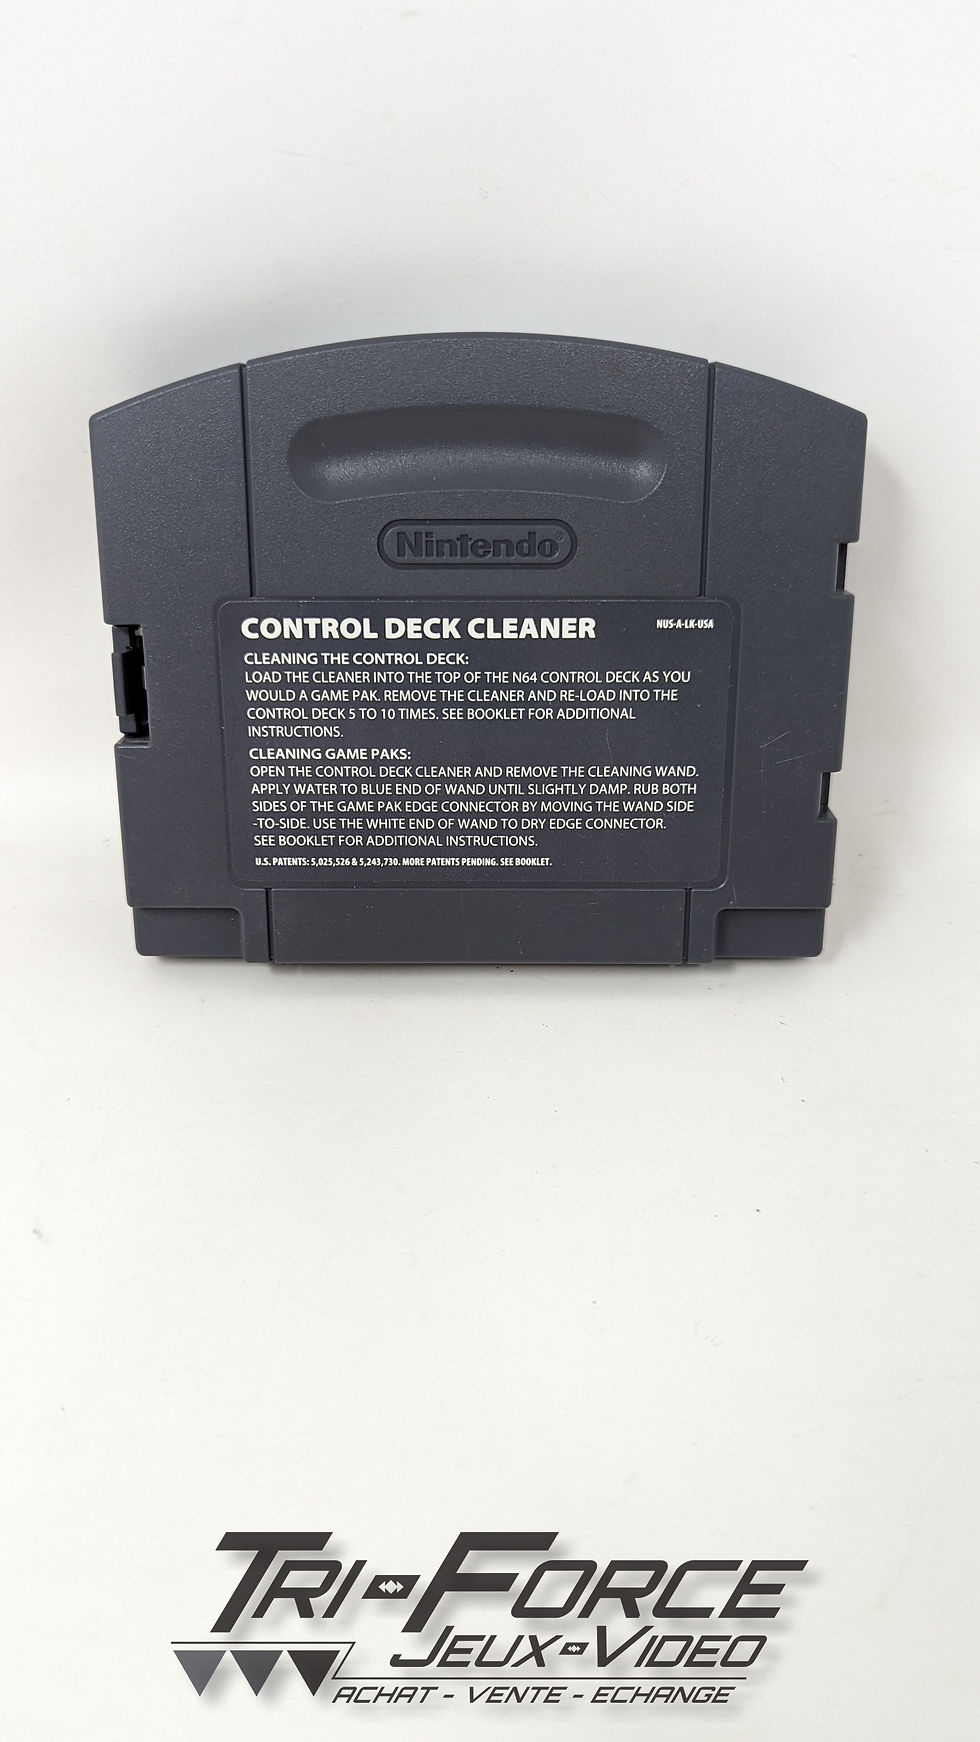 Nintendo®
CONTROL DECK CLEANER
NUS-A-LK-USA
CLEANING THE CONTROL DECK:
LOAD THE CLEANER INTO THE TOP OF THE N64 CONTROL DECK AS YOU
WOULD A GAME PAK. REMOVE THE CLEANER AND RE-LOAD INTO THE
CONTROL DECK 5 TO 10 TIMES. SEE BOOKLET FOR ADDITIONAL
INSTRUCTIONS.
CLEANING GAME PAKS:
OPEN THE CONTROL DECK CLEANER AND REMOVE THE CLEANING WAND.
APPLY WATER TO BLUE END OF WAND UNTIL SLIGHTLY DAMP. RUB BOTH
SIDES OF THE GAME PAK EDGE CONNECTOR BY MOVING THE WAND SIDE
-TO-SIDE. USE THE WHITE END OF WAND TO DRY EDGE CONNECTOR.
SEE BOOKLET FOR ADDITIONAL INSTRUCTIONS.
U.S. PATENTS: 5,025,526 & 5,243,730. MORE PATENTS PENDING. SEE BOOKLET.
TRI-FORCE
JEUX-VIDEO
ACHAT - VENTE - ECHANGE